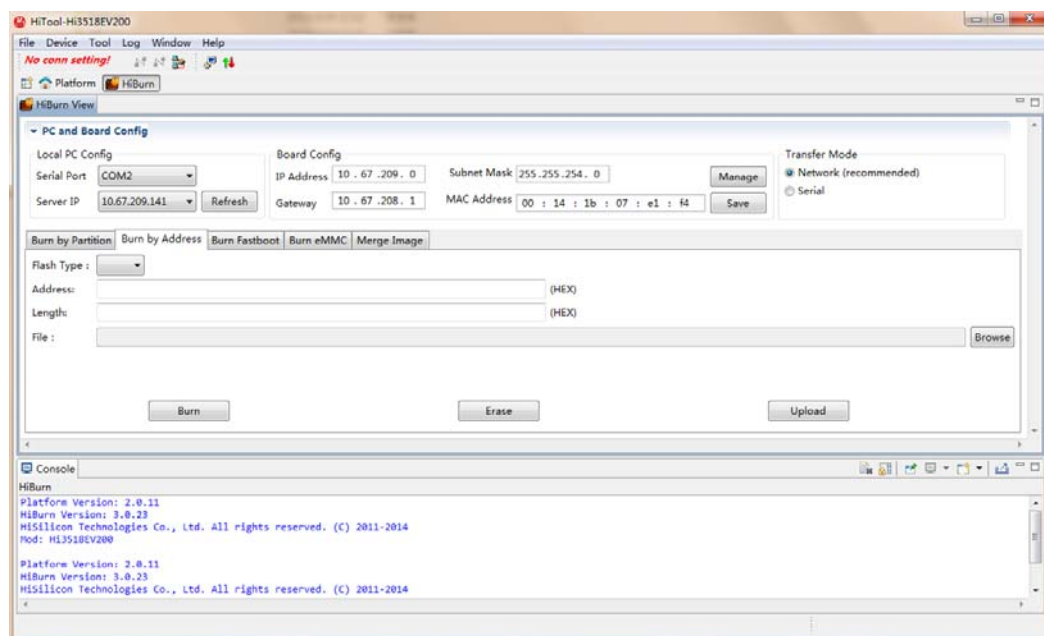 HiTool-Hi3518EV200
File Device Tool Log Window Help
No conn setting!
Platform HiBurn
HiBurn View
PC and Board Config
Local PC Config Board Config Transfer Mode
Serial Port COM2 IP Address 10 . 67 .209. 0 Subnet Mask 255.255.254. 0 Manage Network (recommended)
Serial
Server IP 10.67.209.141 Refresh Gateway 10 . 67 .208. 1 MAC Address 00 : 14 : 1b : 07 : e1 : f4 Save
Burn by Partition Burn by Address Burn Fastboot Burn eMMC Merge Image
Flash Type :
Address: (HEX)
Length: (HEX)
File : Browse
Burn Erase Upload
Console
HiBurn
Platform Version: 2.0.11
HiBurn Version: 3.0.23
HiSilicon Technologies Co., Ltd. All rights reserved. (C) 2011-2014
Mod: Hi3518EV200
Platform Version: 2.0.11
HiBurn Version: 3.0.23
HiSilicon Technologies Co., Ltd. All rights reserved. (C) 2011-2014